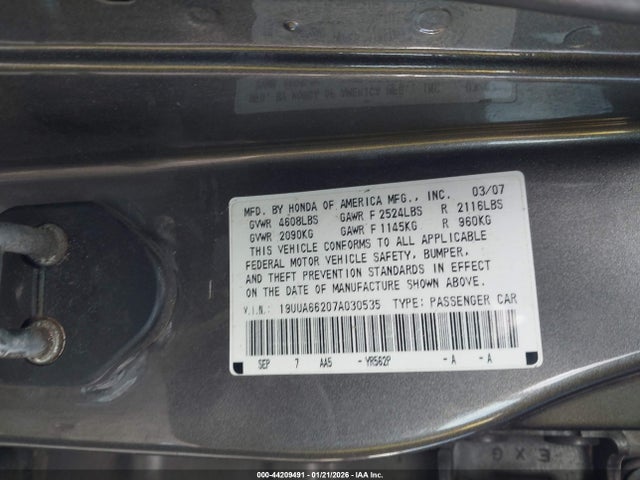 MFD. BY HONDA OF AMERICA MFG., INC. 03/07
GVWR 4608LBS GAWR F 2524LBS R 2116LBS
GVWR 2090KG GAWR F 1145KG R 960KG
THIS VEHICLE CONFORMS TO ALL APPLICABLE
FEDERAL MOTOR VEHICLE SAFETY, BUMPER,
AND THEFT PREVENTION STANDARDS IN EFFECT
ON THE DATE OF MANUFACTURE SHOWN ABOVE.
V.I.N.: 19UUA66207A030535 TYPE: PASSENGER CAR
SEP 7 AA5 - YR562P - A - A
EXG
000-44209491 - 01/21/2026 - IAA Inc.